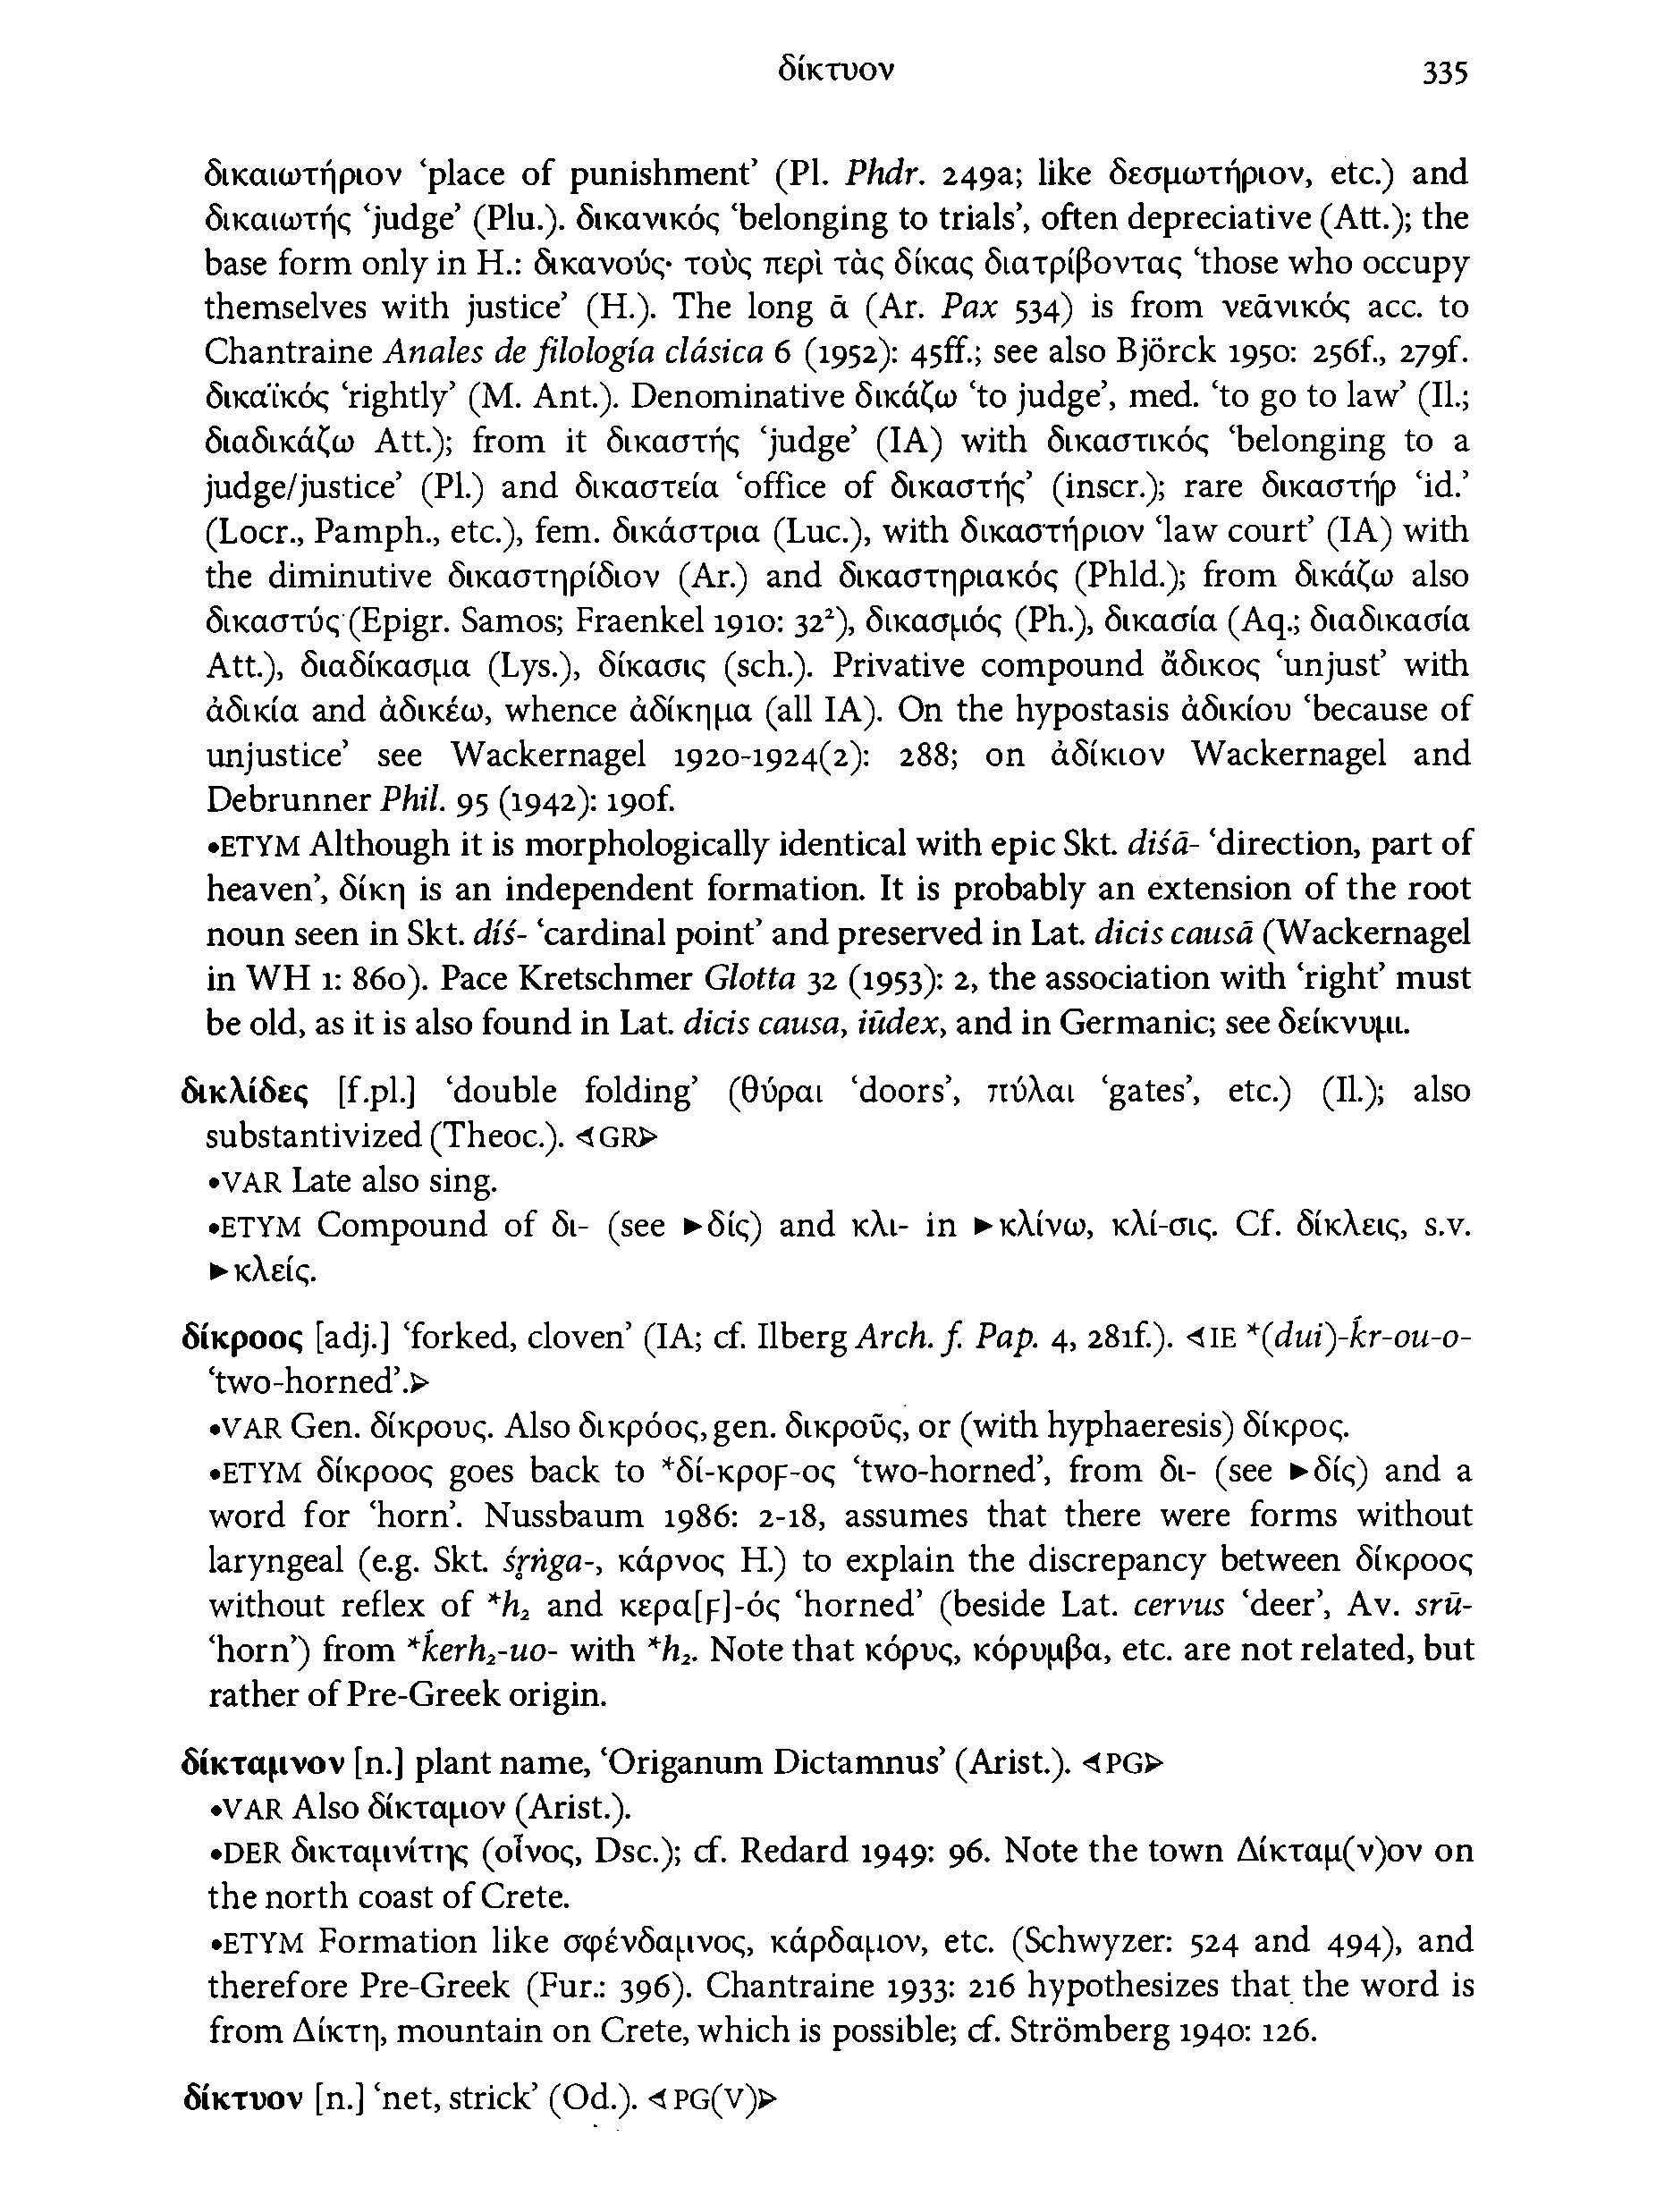 δίκτυον 335
δικαιωτήριον ‘place of punishment’ (Pl. Phdr. 249a; like δεσμωτήριον, etc.) and
δικαιωτής ‘judge’ (Plu.). δικανικός ‘belonging to trials’, often depreciative (Att.); the
base form only in H.: δικανούς· τοὺς περὶ τὰς δίκας διατρίβοντας ‘those who occupy
themselves with justice’ (H.). The long ᾱ (Ar. Pax 534) is from νεᾱνικός acc. to
Chantraine Anales de filología clásica 6 (1952): 45ff.; see also Björck 1950: 256f., 279f.
δικαϊκός ‘rightly’ (M. Ant.). Denominative δικάζω ‘to judge’, med. ‘to go to law’ (Il.;
διαδικάζω Att.); from it δικαστής ‘judge’ (IA) with δικαστικός ‘belonging to a
judge/justice’ (Pl.) and δικαστεία ‘office of δικαστής’ (inscr.); rare δικαστήρ ‘id.’
(Locr., Pamph., etc.), fem. δικάστρια (Luc.), with δικαστήριον ‘law court’ (IA) with
the diminutive δικαστηρίδιον (Ar.) and δικαστηριακός (Phld.); from δικάζω also
δικαστύς (Epigr. Samos; Fraenkel 1910: 32²), δικασμός (Ph.), δικασία (Aq.; διαδικασία
Att.), διαδίκασμα (Lys.), δίκασις (sch.). Privative compound ἄδικος ‘unjust’ with
ἀδικία and ἀδικέω, whence ἀδίκημα (all IA). On the hypostasis ἀδικίου ‘because of
unjustice’ see Wackernagel 1920-1924(2): 288; on ἀδίκιον Wackernagel and
Debrunner Phil. 95 (1942): 190f.
•ETYM Although it is morphologically identical with epic Skt. diśā- ‘direction, part of
heaven’, δίκη is an independent formation. It is probably an extension of the root
noun seen in Skt. díś- ‘cardinal point’ and preserved in Lat. dicis causā (Wackernagel
in WH 1: 860). Pace Kretschmer Glotta 32 (1953): 2, the association with ‘right’ must
be old, as it is also found in Lat. dicis causa, iūdex, and in Germanic; see δείκνυμι.
δικλίδες [f.pl.] ‘double folding’ (θύραι ‘doors’, πύλαι ‘gates’, etc.) (Il.); also
substantivized (Theoc.). ◁GR▷
•VAR Late also sing.
•ETYM Compound of δι- (see ►δίς) and κλι- in ►κλίνω, κλί-σις. Cf. δίκλεις, s.v.
►κλείς.
δίκροος [adj.] ‘forked, cloven’ (IA; cf. Ilberg Arch. f. Pap. 4, 281f.). ◁IE *(dui)-ḱr-ou-o-
‘two-horned’.▷
•VAR Gen. δίκρους. Also δικρόος, gen. δικροῦς, or (with hyphaeresis) δίκρος.
•ETYM δίκροος goes back to *δί-κροϝ-ος ‘two-horned’, from δι- (see ►δίς) and a
word for ‘horn’. Nussbaum 1986: 2-18, assumes that there were forms without
laryngeal (e.g. Skt. śṛṅga-, κάρνος H.) to explain the discrepancy between δίκροος
without reflex of *h₂ and κερα[ϝ]-ός ‘horned’ (beside Lat. cervus ‘deer’, Av. srū-
‘horn’) from *ḱerh₂-uo- with *h₂. Note that κόρυς, κόρυμβα, etc. are not related, but
rather of Pre-Greek origin.
δίκταμνον [n.] plant name, ‘Origanum Dictamnus’ (Arist.). ◁PG▷
•VAR Also δίκταμον (Arist.).
•DER δικταμνίτης (οἶνος, Dsc.); cf. Redard 1949: 96. Note the town Δίκταμ(ν)ον on
the north coast of Crete.
•ETYM Formation like σφένδαμνος, κάρδαμον, etc. (Schwyzer: 524 and 494), and
therefore Pre-Greek (Fur.: 396). Chantraine 1933: 216 hypothesizes that the word is
from Δίκτη, mountain on Crete, which is possible; cf. Strömberg 1940: 126.
δίκτυον [n.] ‘net, strick’ (Od.). ◁PG(V)▷